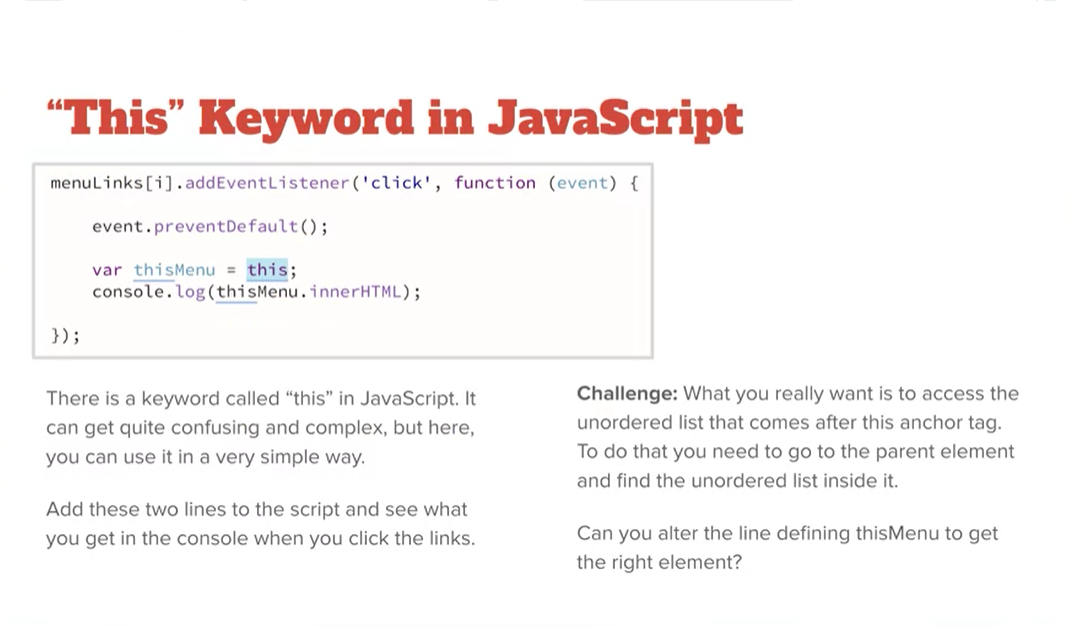 “This” Keyword in JavaScript
menuLinks[i].addEventListener('click', function (event) {
event.preventDefault();
var thisMenu = this;
console.log(thisMenu.innerHTML);
});
There is a keyword called “this” in JavaScript. It
can get quite confusing and complex, but here,
you can use it in a very simple way.
Add these two lines to the script and see what
you get in the console when you click the links.
Challenge: What you really want is to access the
unordered list that comes after this anchor tag.
To do that you need to go to the parent element
and find the unordered list inside it.
Can you alter the line defining thisMenu to get
the right element?